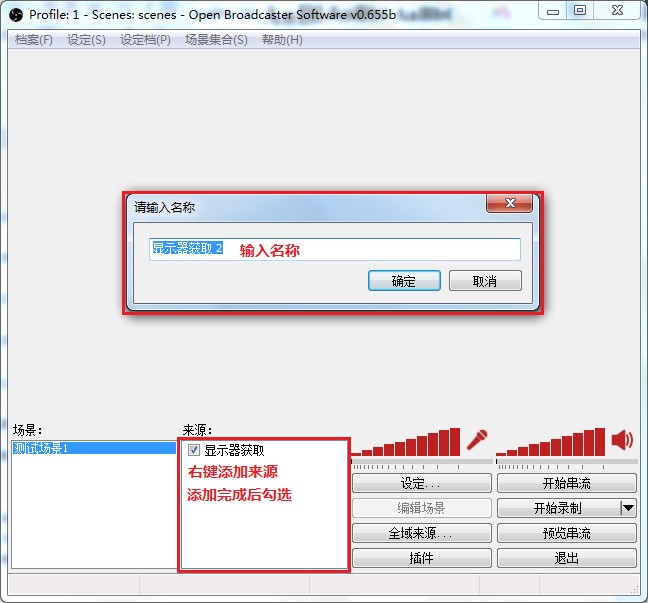 Profile: 1 - Scenes: scenes - Open Broadcaster Software v0.655b
档案(F) 设定(S) 设定档(P) 场景集合(S) 帮助(H)
请输入名称
显示器获取 2 输入名称
确定 取消
场景: 来源:
测试场景1 显示器获取
右键添加来源
添加完成后勾选
设定... 开始串流
编辑场景 开始录制
全域来源... 预览串流
插件 退出